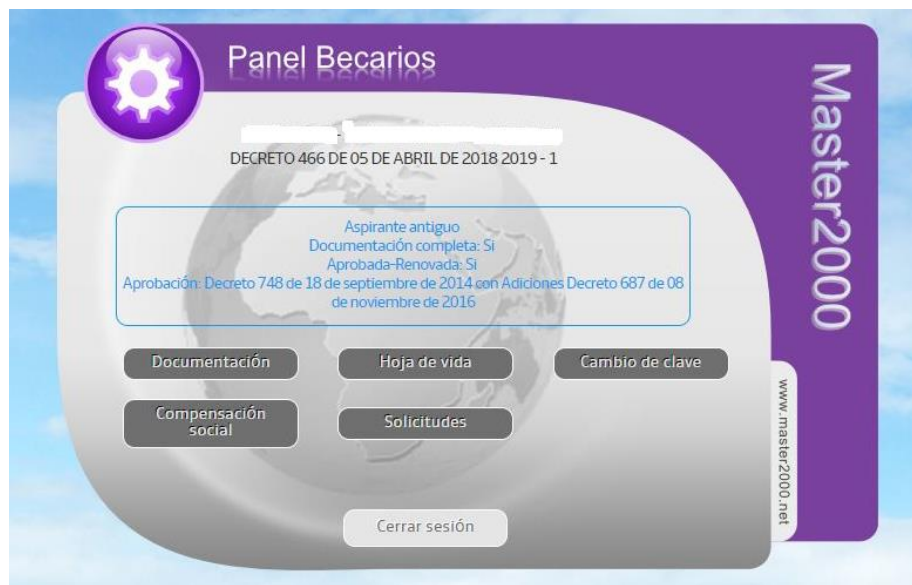 Panel Becarios
Master2000
DECRETO 466 DE 05 DE ABRIL DE 2018 2019 - 1
Aspirante antiguo
Documentación completa: Si
Aprobada-Renovada: Si
Aprobación: Decreto 748 de 18 de septiembre de 2014 con Adiciones Decreto 687 de 08
de noviembre de 2016
Documentación
Hoja de vida
Cambio de clave
Compensación
social
Solicitudes
www.master2000.net
Cerrar sesión